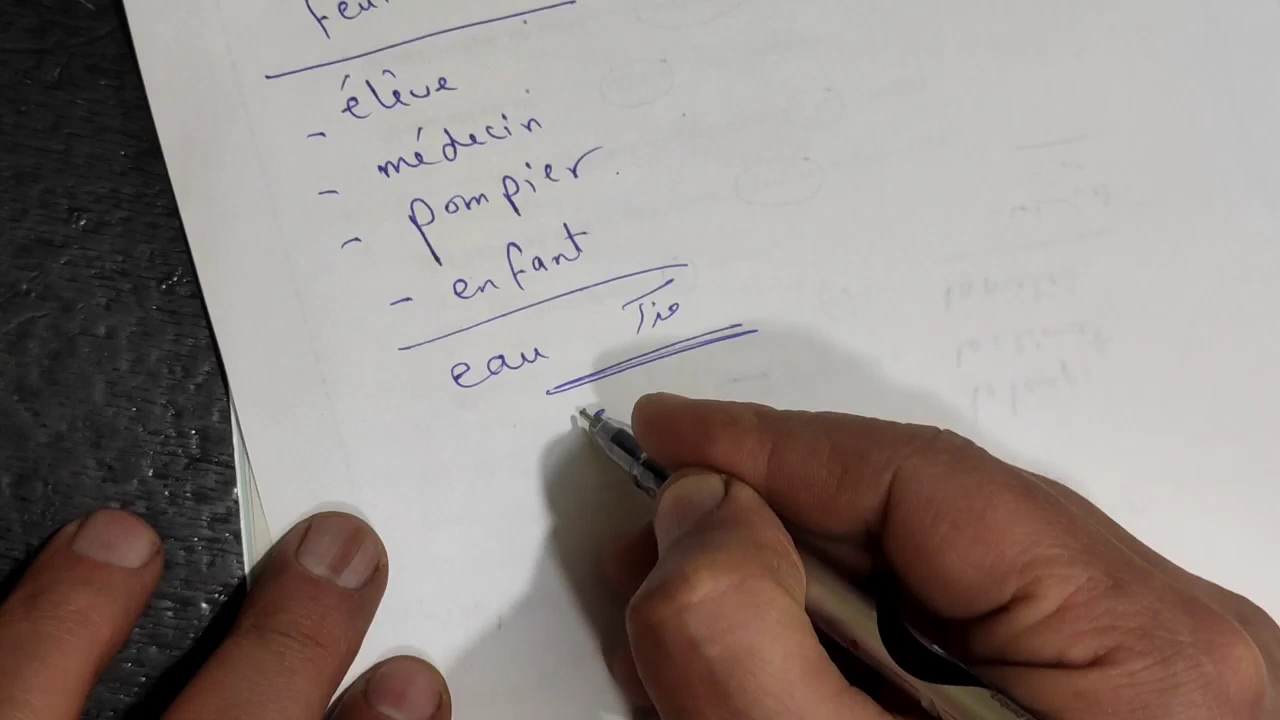 - élève
- médecin
- pompier.
- enfant
eau